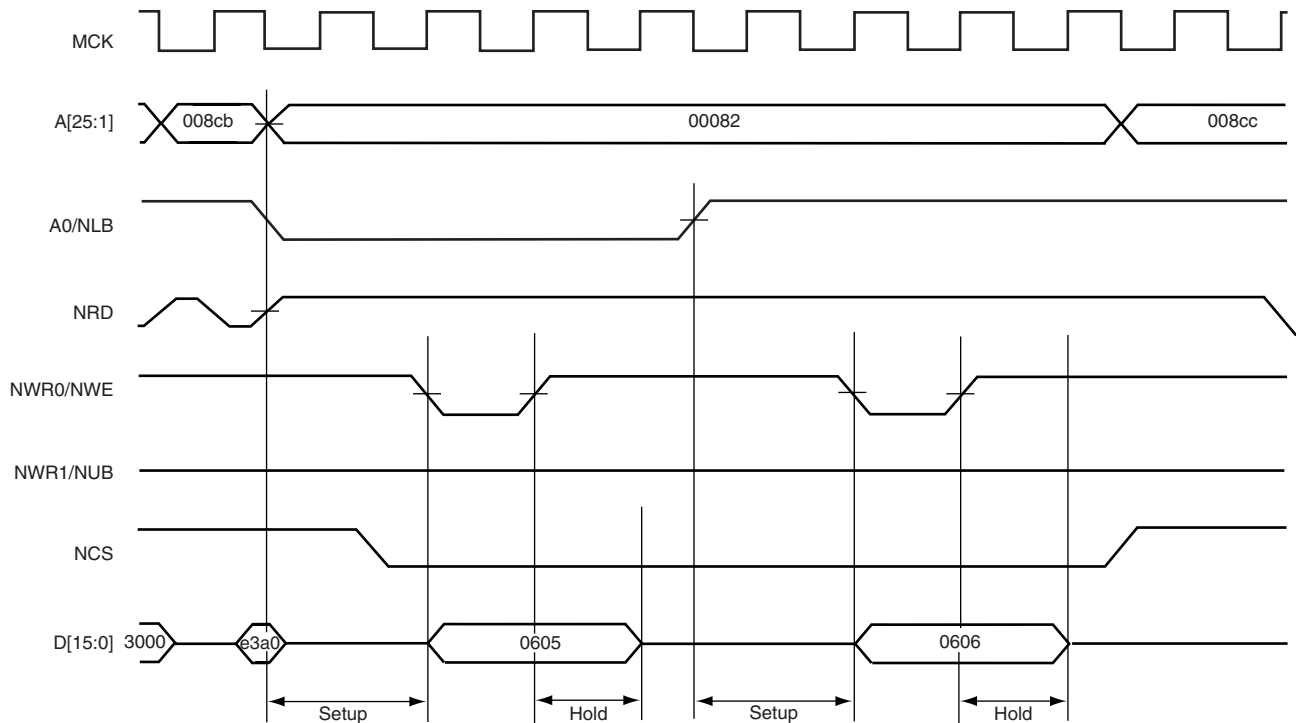 MCK
A[25:1] 008cb 00082 008cc
A0/NLB
NRD
NWR0/NWE
NWR1/NUB
NCS
D[15:0] 3000 e3a0 0605 0606
Setup Hold Setup Hold